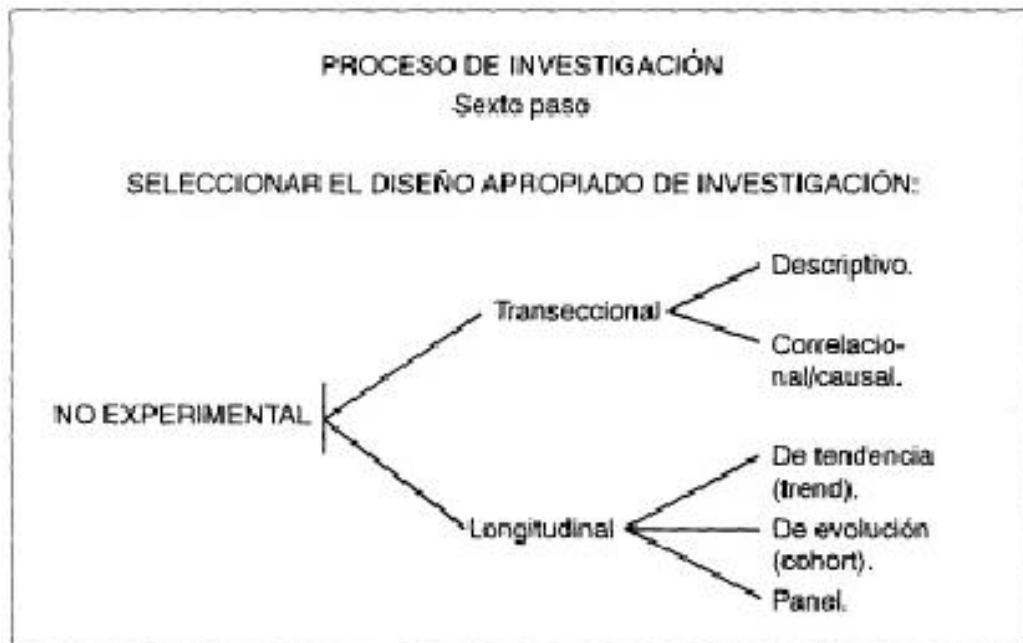 PROCESO DE INVESTIGACIÓN
Sexto paso
SELECCIONAR EL DISEÑO APROPIADO DE INVESTIGACIÓN:
Descriptivo.
Transeccional
Correlacio-
nal/causal.
NO EXPERIMENTAL
De tendencia
(trend).
Longitudinal
De evolución
(cohort).
Panel.